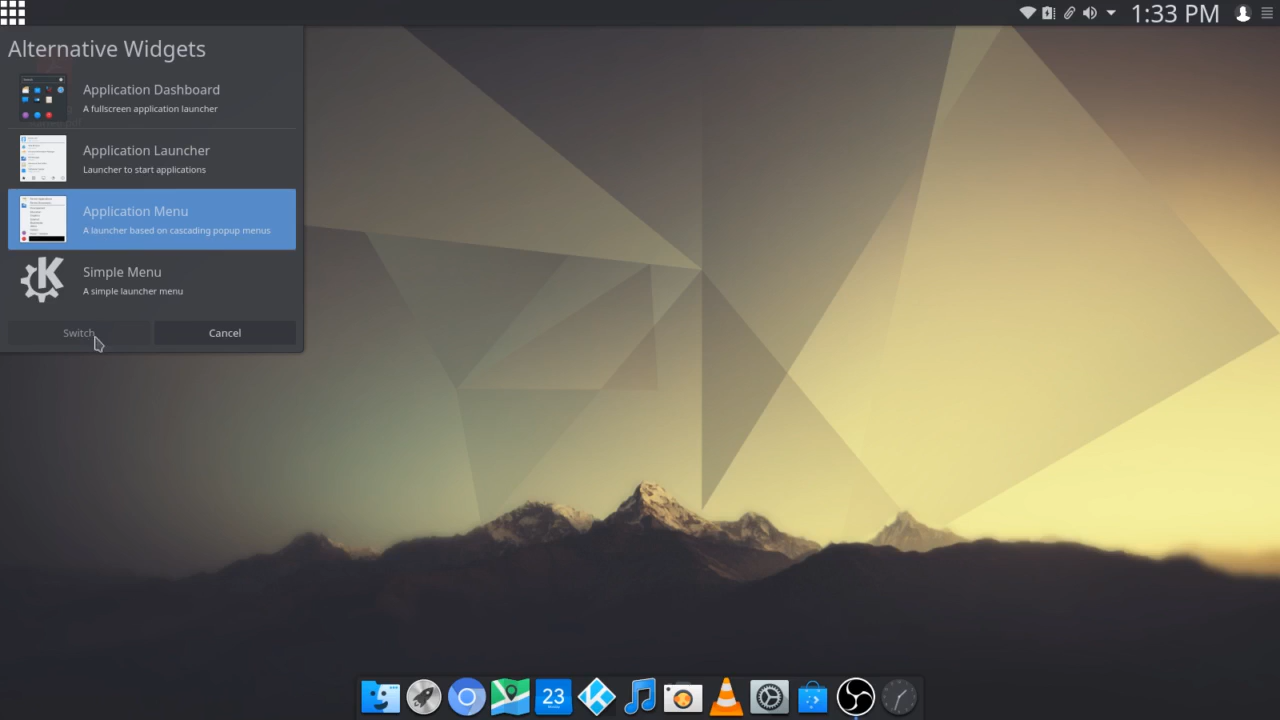 1:33 PM
Alternative Widgets
Application Dashboard
A fullscreen application launcher
Application Launcher
Launcher to start applications
Application Menu
A launcher based on cascading popup menus
Simple Menu
A simple launcher menu
Switch
Cancel
23